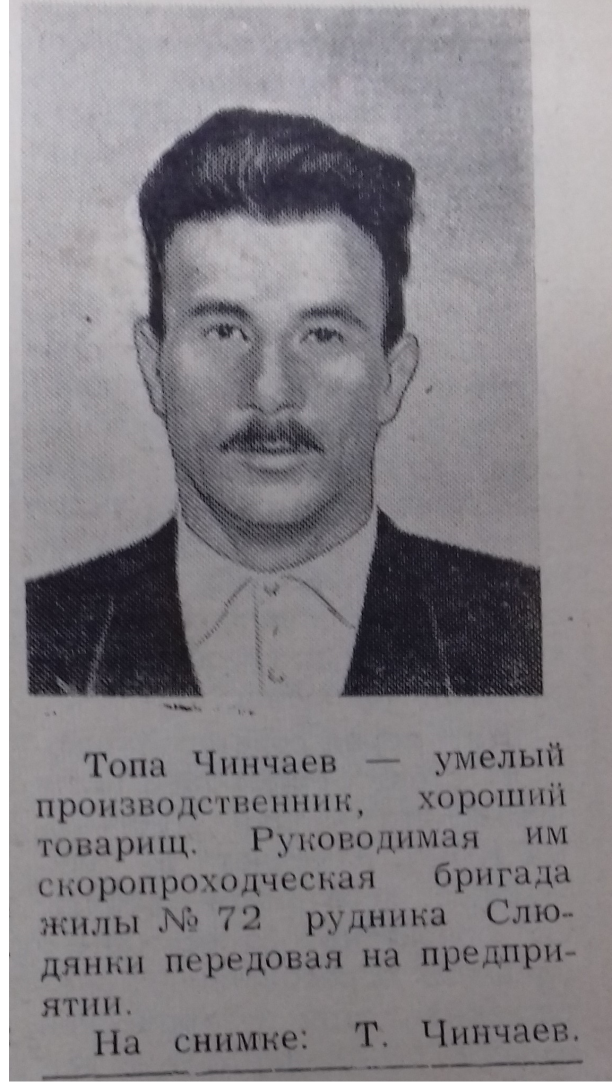 Топа Чинчаев — умелый
производственник, хороший
товарищ. Руководимая им
скоропроходческая бригада
жилы № 72 рудника Слю-
дянки передовая на предпри-
ятии.
На снимке: Т. Чинчаев.